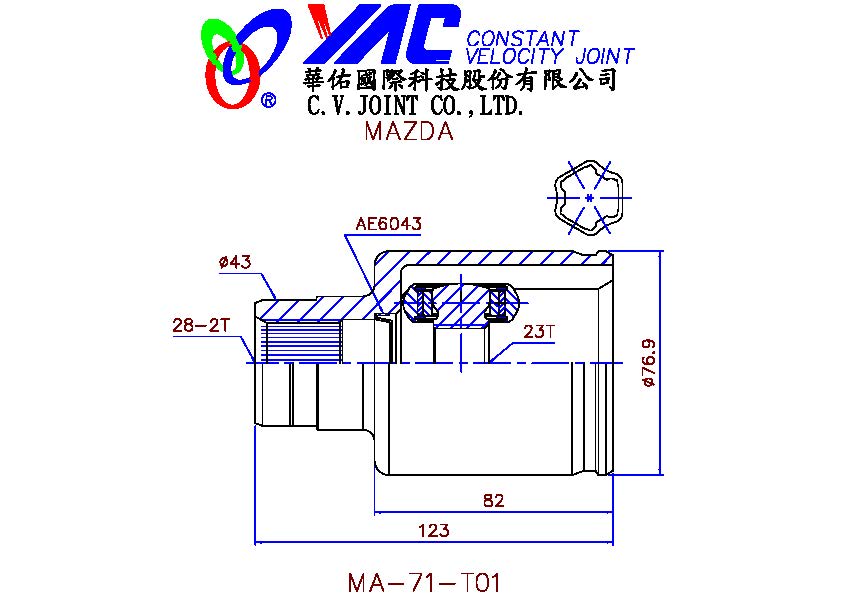 YAC CONSTANT
VELOCITY JOINT
®
華佑國際科技股份有限公司
C.V.JOINT CO.,LTD.
MAZDA
AE6043
ø43
28-2T
23T
ø76.9
82
123
MA-71-T01